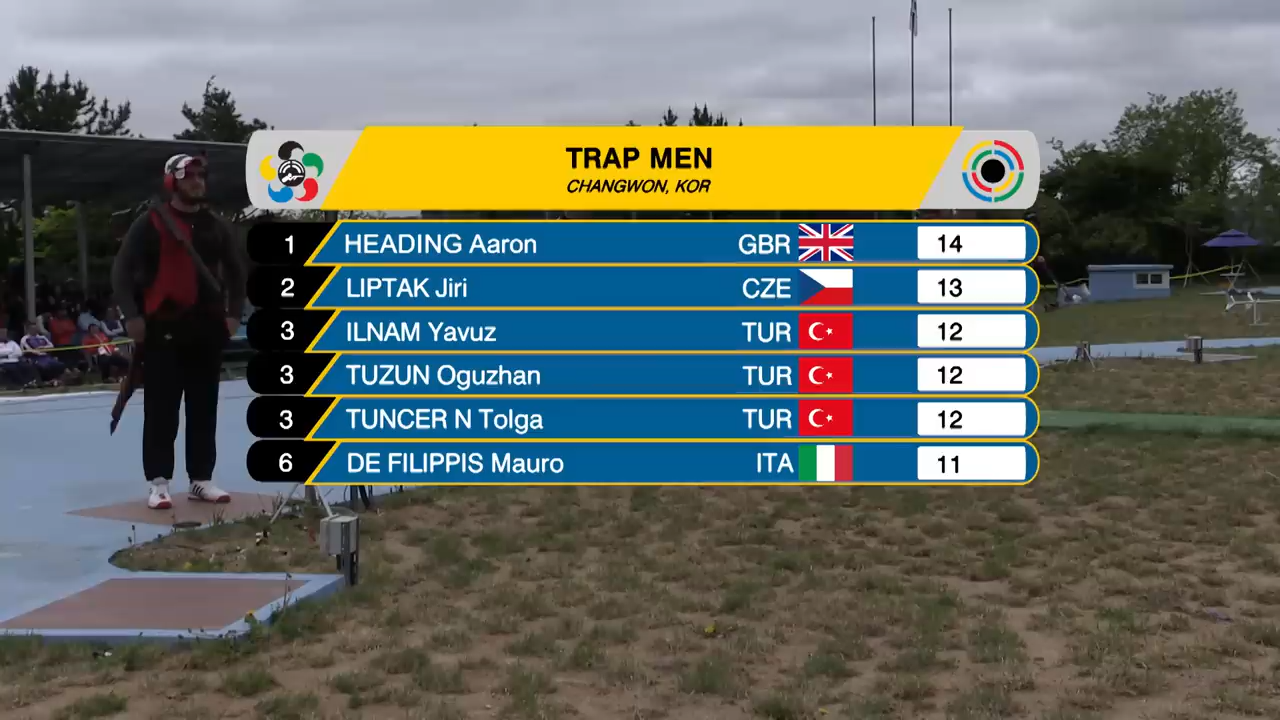 TRAP MEN
CHANGWON, KOR
1 HEADING Aaron GBR 14
2 LIPTAK Jiri CZE 13
3 ILNAM Yavuz TUR 12
3 TUZUN Oguzhan TUR 12
3 TUNCER N Tolga TUR 12
6 DE FILIPPIS Mauro ITA 11